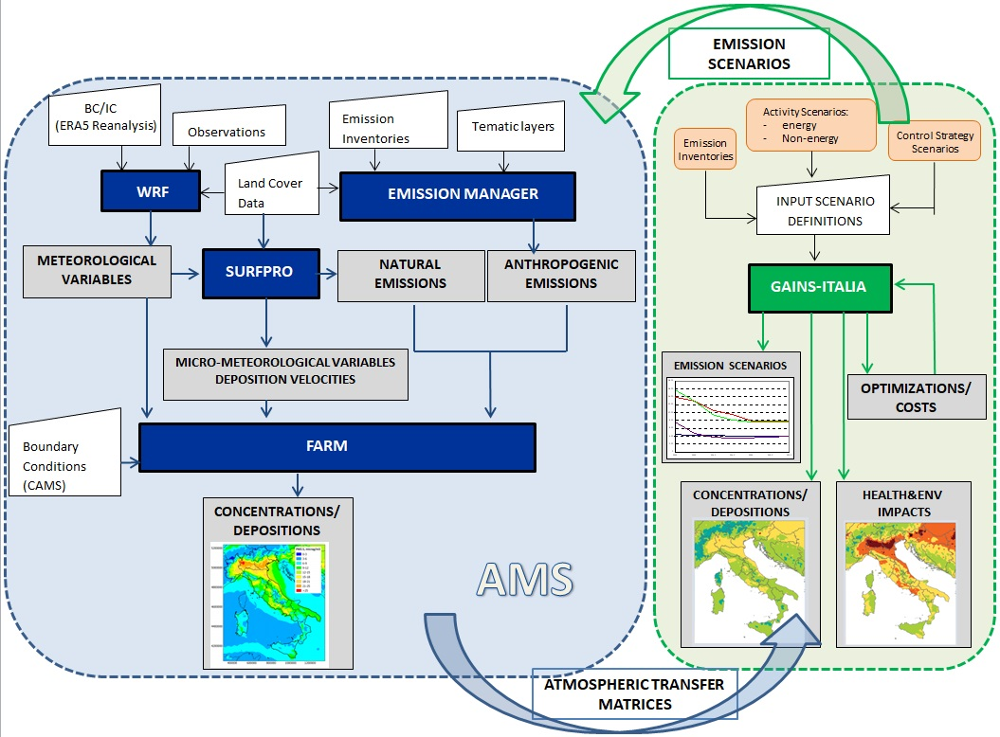 EMISSION
SCENARIOS
BC/IC
(ERA5 Reanalysis)
Observations
Emission
Inventories
Tematic layers
Land Cover
Data
WRF
EMISSION MANAGER
METEOROLOGICAL
VARIABLES
SURFPRO
NATURAL
EMISSIONS
ANTHROPOGENIC
EMISSIONS
MICRO-METEOROLOGICAL VARIABLES
DEPOSITION VELOCITIES
Boundary
Conditions
(CAMS)
FARM
CONCENTRATIONS/
DEPOSITIONS
AMS
ATMOSPHERIC TRANSFER
MATRICES
Emission
Inventories
Activity Scenarios:
- energy
- Non-energy
Control Strategy
Scenarios
INPUT SCENARIO
DEFINITIONS
GAINS-ITALIA
EMISSION SCENARIOS
OPTIMIZATIONS/
COSTS
CONCENTRATIONS/
DEPOSITIONS
HEALTH&ENV
IMPACTS